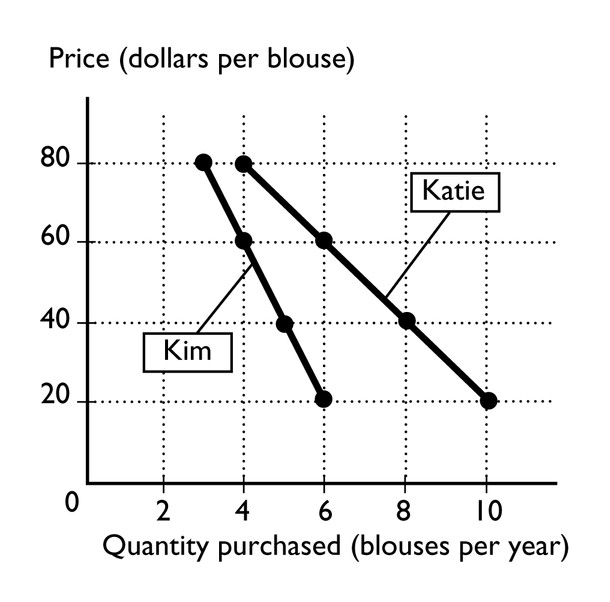 Price (dollars per blouse)
80
Katie
60
40
Kim
20
0
2 4 6 8 10
Quantity purchased (blouses per year)